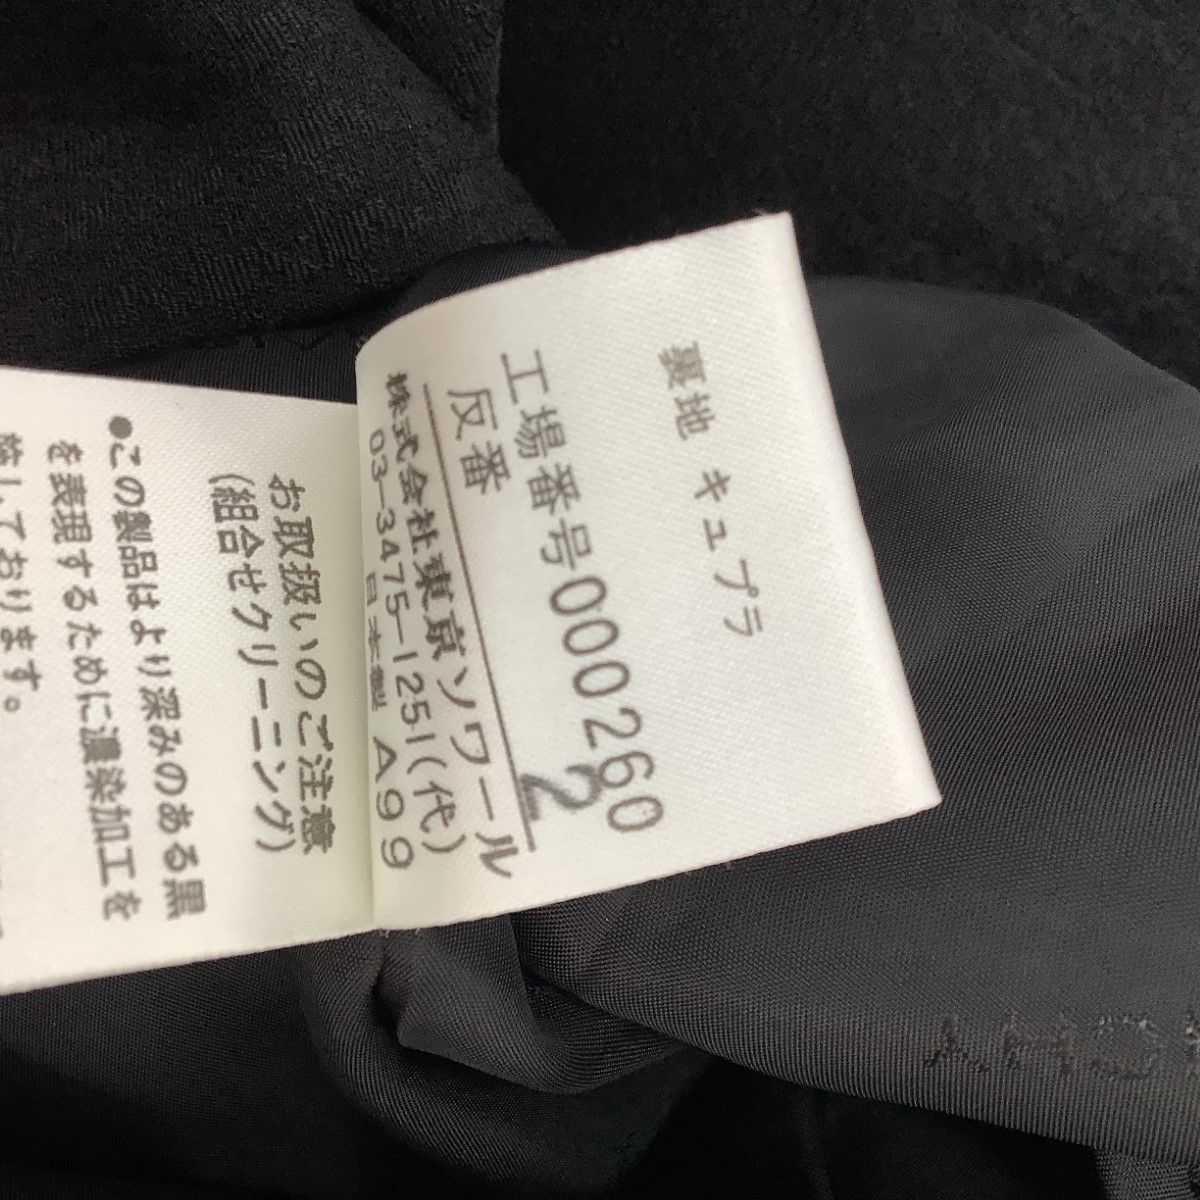 裏地 キュプラ
工場番号000260
反番 2
株式会社東京ソワール
03-3475-1251(代)
日本製 A99
お取扱いのご注意
(組合せクリーニング)
●この製品はより深みのある黒
を表現するために濃染加工を
施しております。